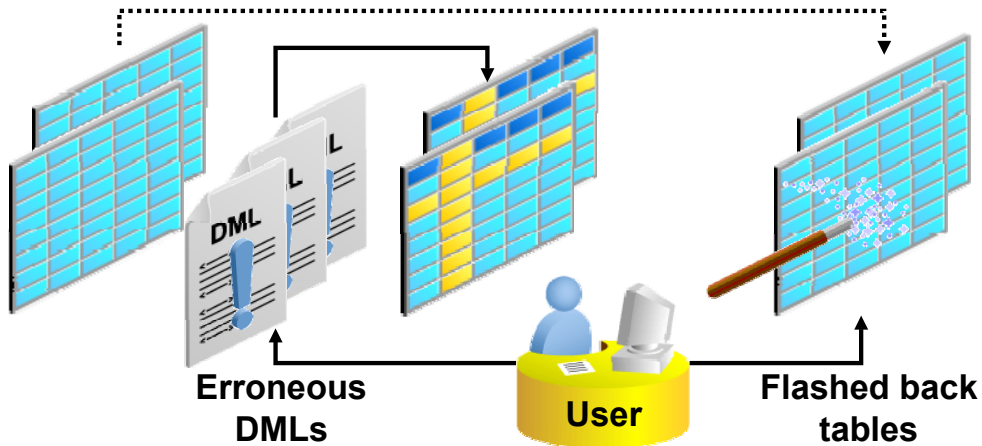 DML
L
L
Erroneous
DMLs
User
Flashed back
tables